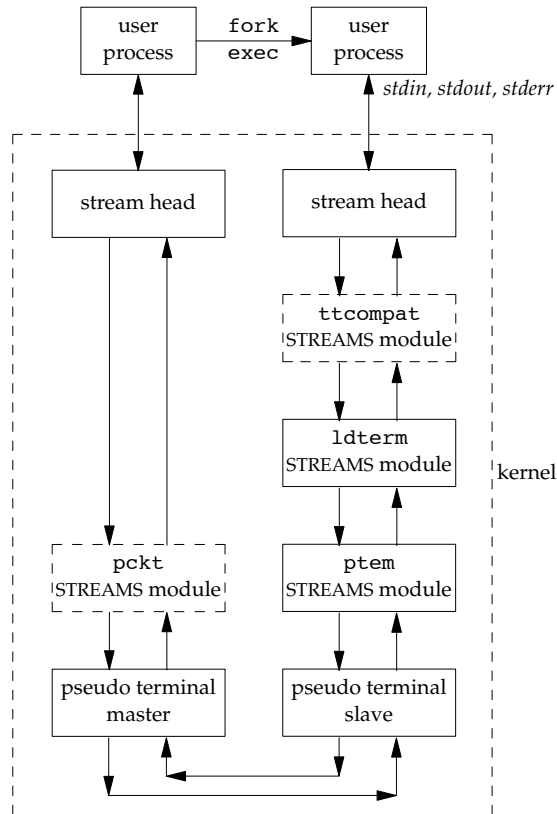 user
process
fork
exec
user
process
stdin, stdout, stderr
stream head
stream head
ttcompat
STREAMS module
ldterm
STREAMS module
kernel
pckt
STREAMS module
ptem
STREAMS module
pseudo terminal
master
pseudo terminal
slave